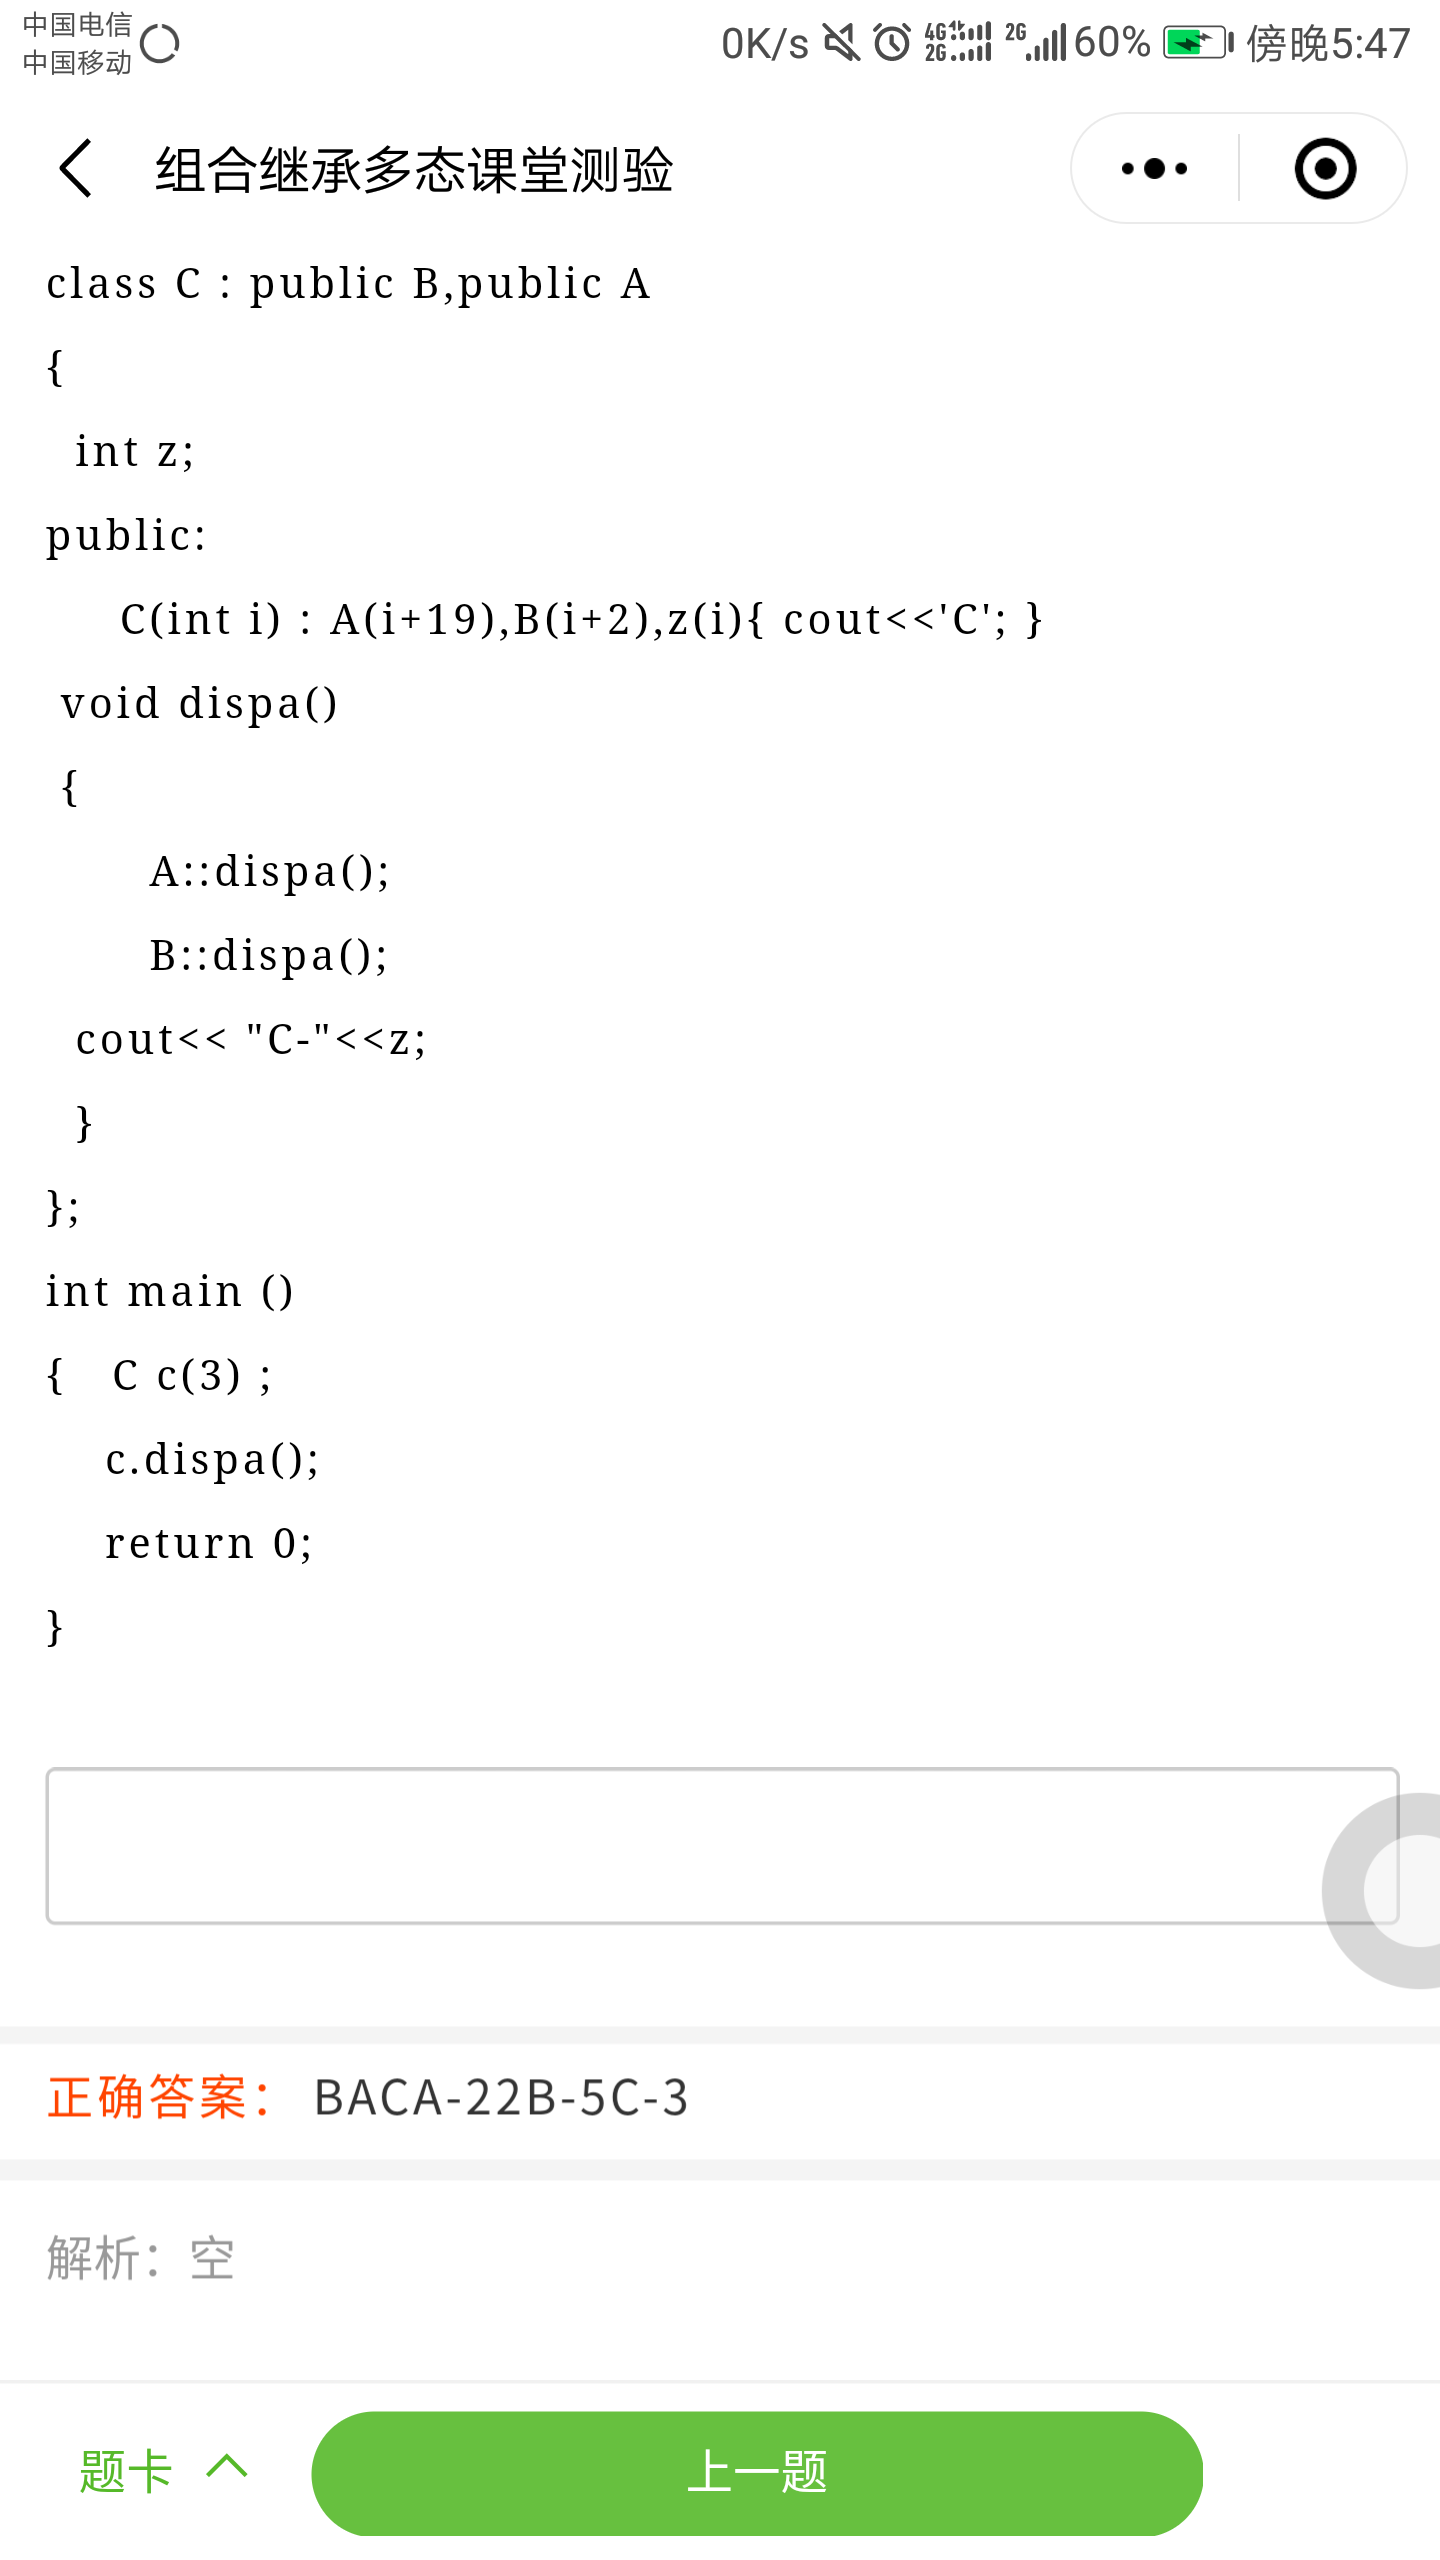 中国电信
中国移动
0K/s 4G 2G 2G 60% 傍晚5:47
组合继承多态课堂测验
class C : public B,public A
{
int z;
public:
C(int i) : A(i+19),B(i+2),z(i){ cout<<'C'; }
void dispa()
{
A::dispa();
B::dispa();
cout<< "C-"<<z;
}
};
int main ()
{ C c(3) ;
c.dispa();
return 0;
}
正确答案： BACA-22B-5C-3
解析：空
题卡
上一题